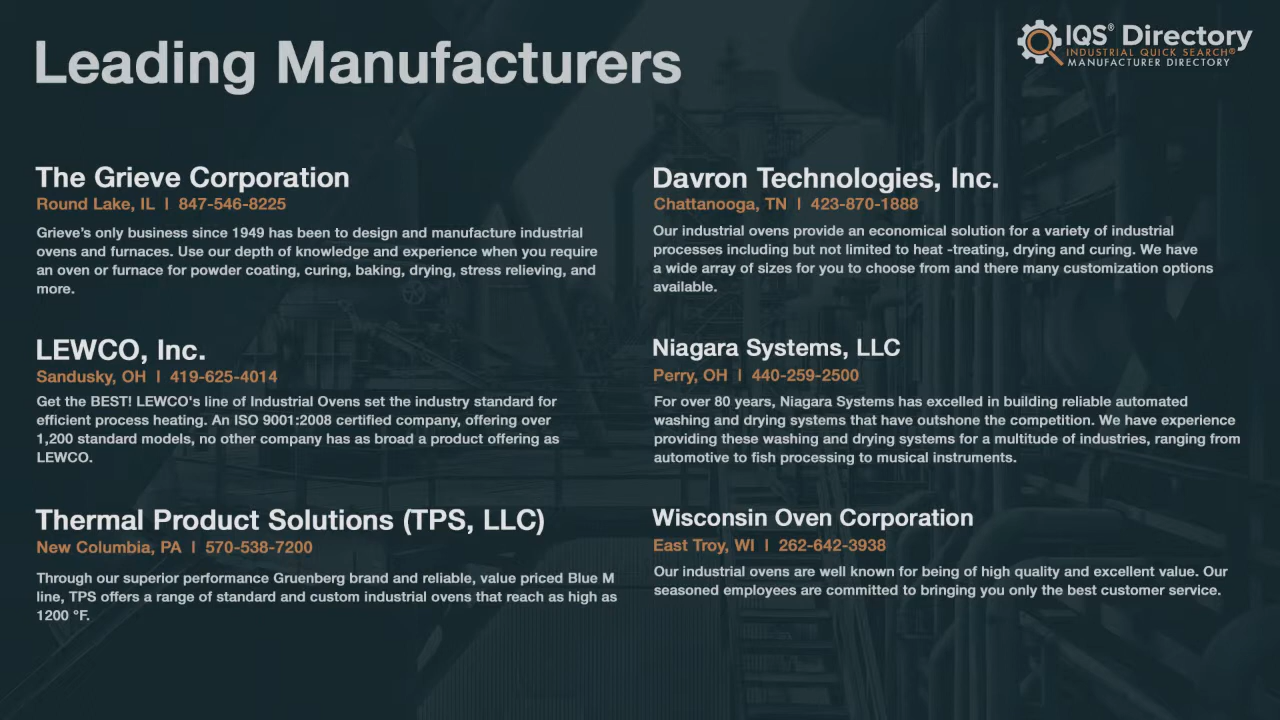 Leading Manufacturers
IQS® Directory
INDUSTRIAL QUICK SEARCH®
MANUFACTURER DIRECTORY
The Grieve Corporation
Round Lake, IL | 847-546-8225
Grieve's only business since 1949 has been to design and manufacture industrial
ovens and furnaces. Use our depth of knowledge and experience when you require
an oven or furnace for powder coating, curing, baking, drying, stress relieving, and
more.
Davron Technologies, Inc.
Chattanooga, TN | 423-870-1888
Our industrial ovens provide an economical solution for a variety of industrial
processes including but not limited to heat -treating, drying and curing. We have
a wide array of sizes for you to choose from and there many customization options
available.
LEWCO, Inc.
Sandusky, OH | 419-625-4014
Get the BEST! LEWCO's line of Industrial Ovens set the industry standard for
efficient process heating. An ISO 9001:2008 certified company, offering over
1,200 standard models, no other company has as broad a product offering as
LEWCO.
Niagara Systems, LLC
Perry, OH | 440-259-2500
For over 80 years, Niagara Systems has excelled in building reliable automated
washing and drying systems that have outshone the competition. We have experience
providing these washing and drying systems for a multitude of industries, ranging from
automotive to fish processing to musical instruments.
Thermal Product Solutions (TPS, LLC)
New Columbia, PA | 570-538-7200
Through our superior performance Gruenberg brand and reliable, value priced Blue M
line, TPS offers a range of standard and custom industrial ovens that reach as high as
1200 °F.
Wisconsin Oven Corporation
East Troy, WI | 262-642-3938
Our industrial ovens are well known for being of high quality and excellent value. Our
seasoned employees are committed to bringing you only the best customer service.